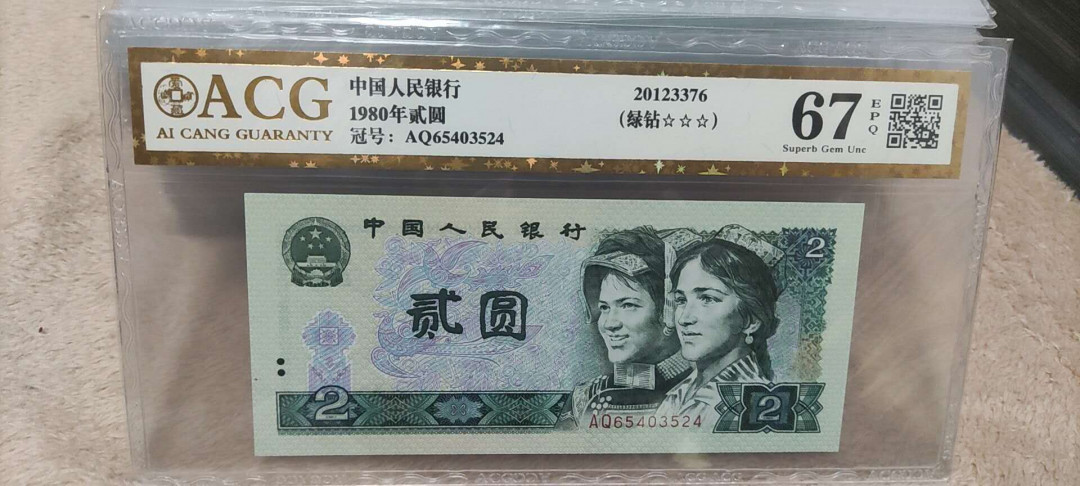 ACG
AI CANG GUARANTY
中国人民银行
1980年贰圆
冠号：AQ65403524
20123376
（绿钻☆☆☆）
67
EPQ
Superb Gem Unc
中国人民银行
2
贰圆
2
AQ65403524
2